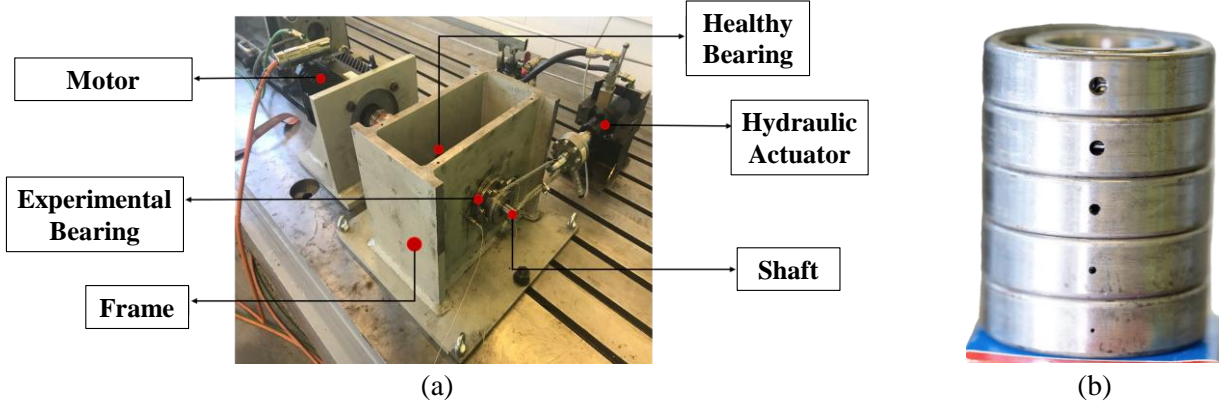 Healthy
Bearing
Motor
Hydraulic
Actuator
Experimental
Bearing
Shaft
Frame
(a)
(b)